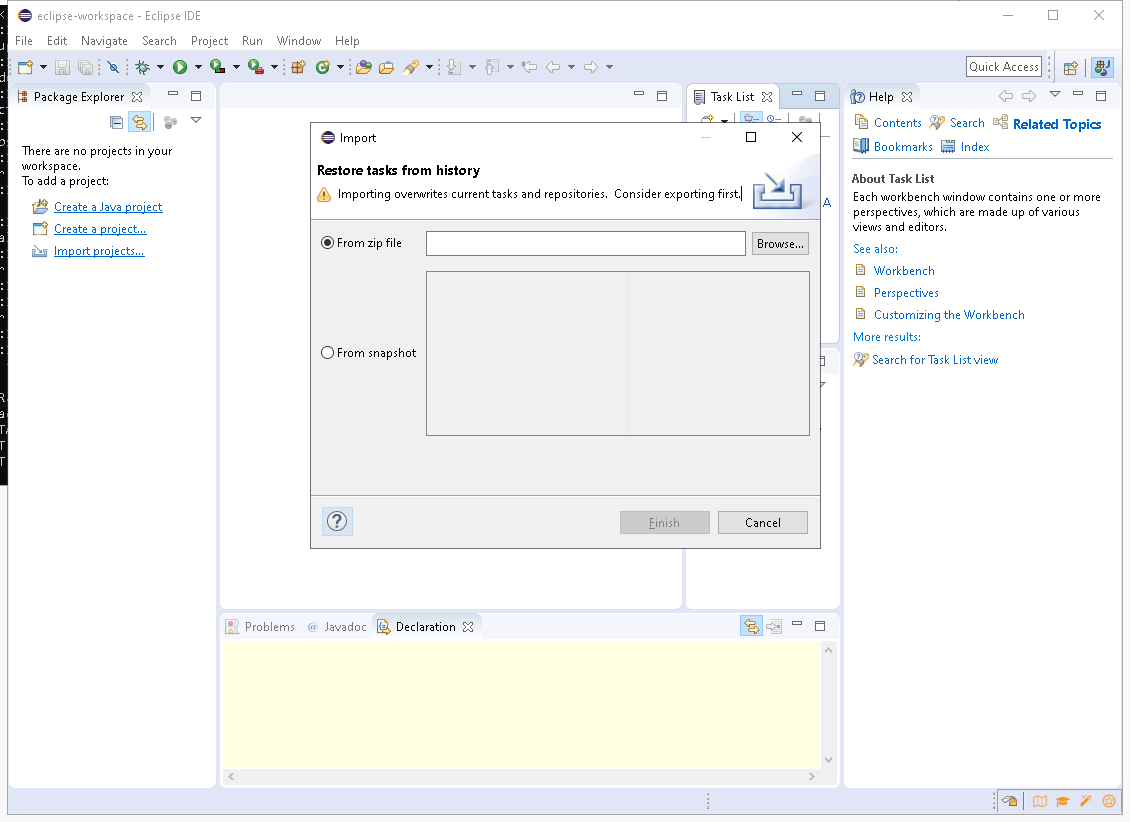 eclipse-workspace - Eclipse IDE
File Edit Navigate Search Project Run Window Help
Quick Access
Package Explorer
There are no projects in your
workspace.
To add a project:
Create a Java project
Create a project...
Import projects...
Task List
Import
Restore tasks from history
Importing overwrites current tasks and repositories. Consider exporting first.
From zip file
Browse...
From snapshot
?
Finish
Cancel
A
Help
Contents Search Related Topics
Bookmarks Index
About Task List
Each workbench window contains one or more
perspectives, which are made up of various
views and editors.
See also:
Workbench
Perspectives
Customizing the Workbench
More results:
Search for Task List view
Problems @ Javadoc Declaration